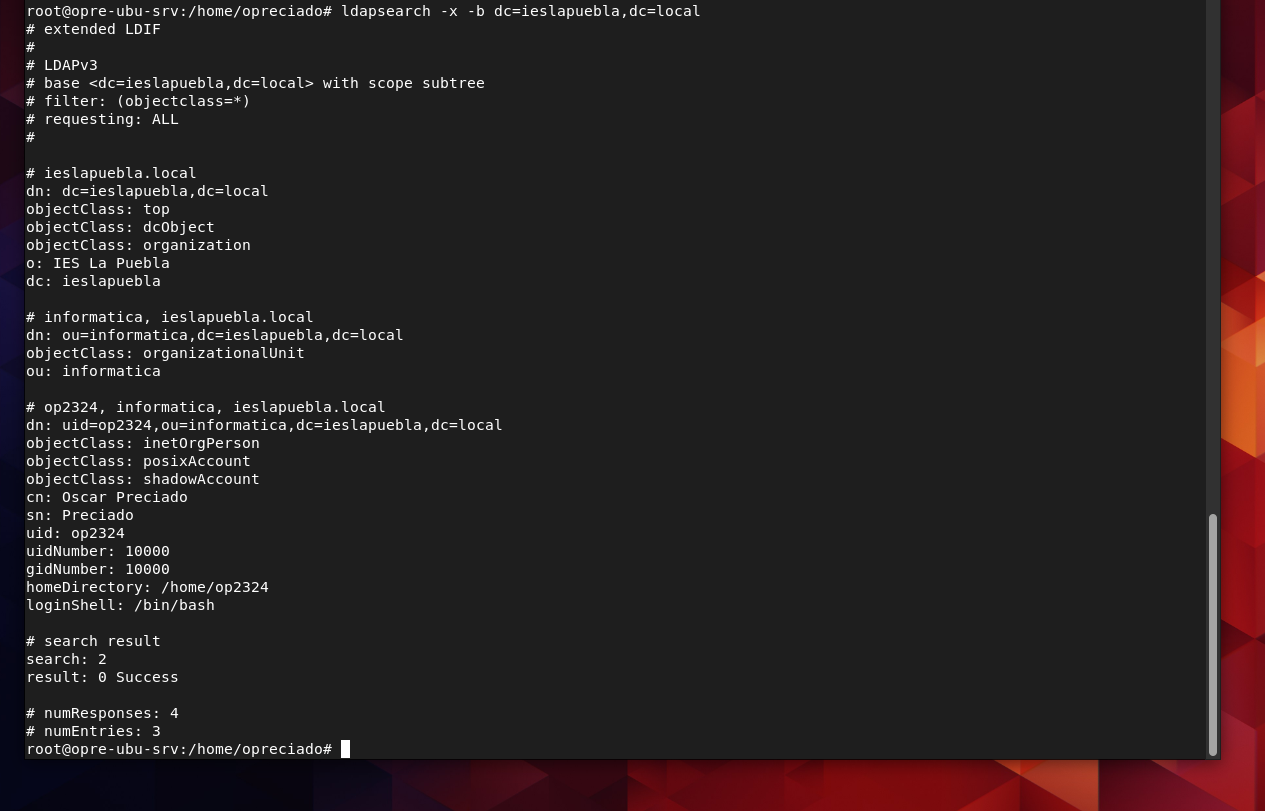 root@opre-ubu-srv:/home/opreciado# ldapsearch -x -b dc=ieslapuebla,dc=local
# extended LDIF
#
# LDAPv3
# base <dc=ieslapuebla,dc=local> with scope subtree
# filter: (objectclass=*)
# requesting: ALL
#

# ieslapuebla.local
dn: dc=ieslapuebla,dc=local
objectClass: top
objectClass: dcObject
objectClass: organization
o: IES La Puebla
dc: ieslapuebla

# informatica, ieslapuebla.local
dn: ou=informatica,dc=ieslapuebla,dc=local
objectClass: organizationalUnit
ou: informatica

# op2324, informatica, ieslapuebla.local
dn: uid=op2324,ou=informatica,dc=ieslapuebla,dc=local
objectClass: inetOrgPerson
objectClass: posixAccount
objectClass: shadowAccount
cn: Oscar Preciado
sn: Preciado
uid: op2324
uidNumber: 10000
gidNumber: 10000
homeDirectory: /home/op2324
loginShell: /bin/bash

# search result
search: 2
result: 0 Success

# numResponses: 4
# numEntries: 3
root@opre-ubu-srv:/home/opreciado#